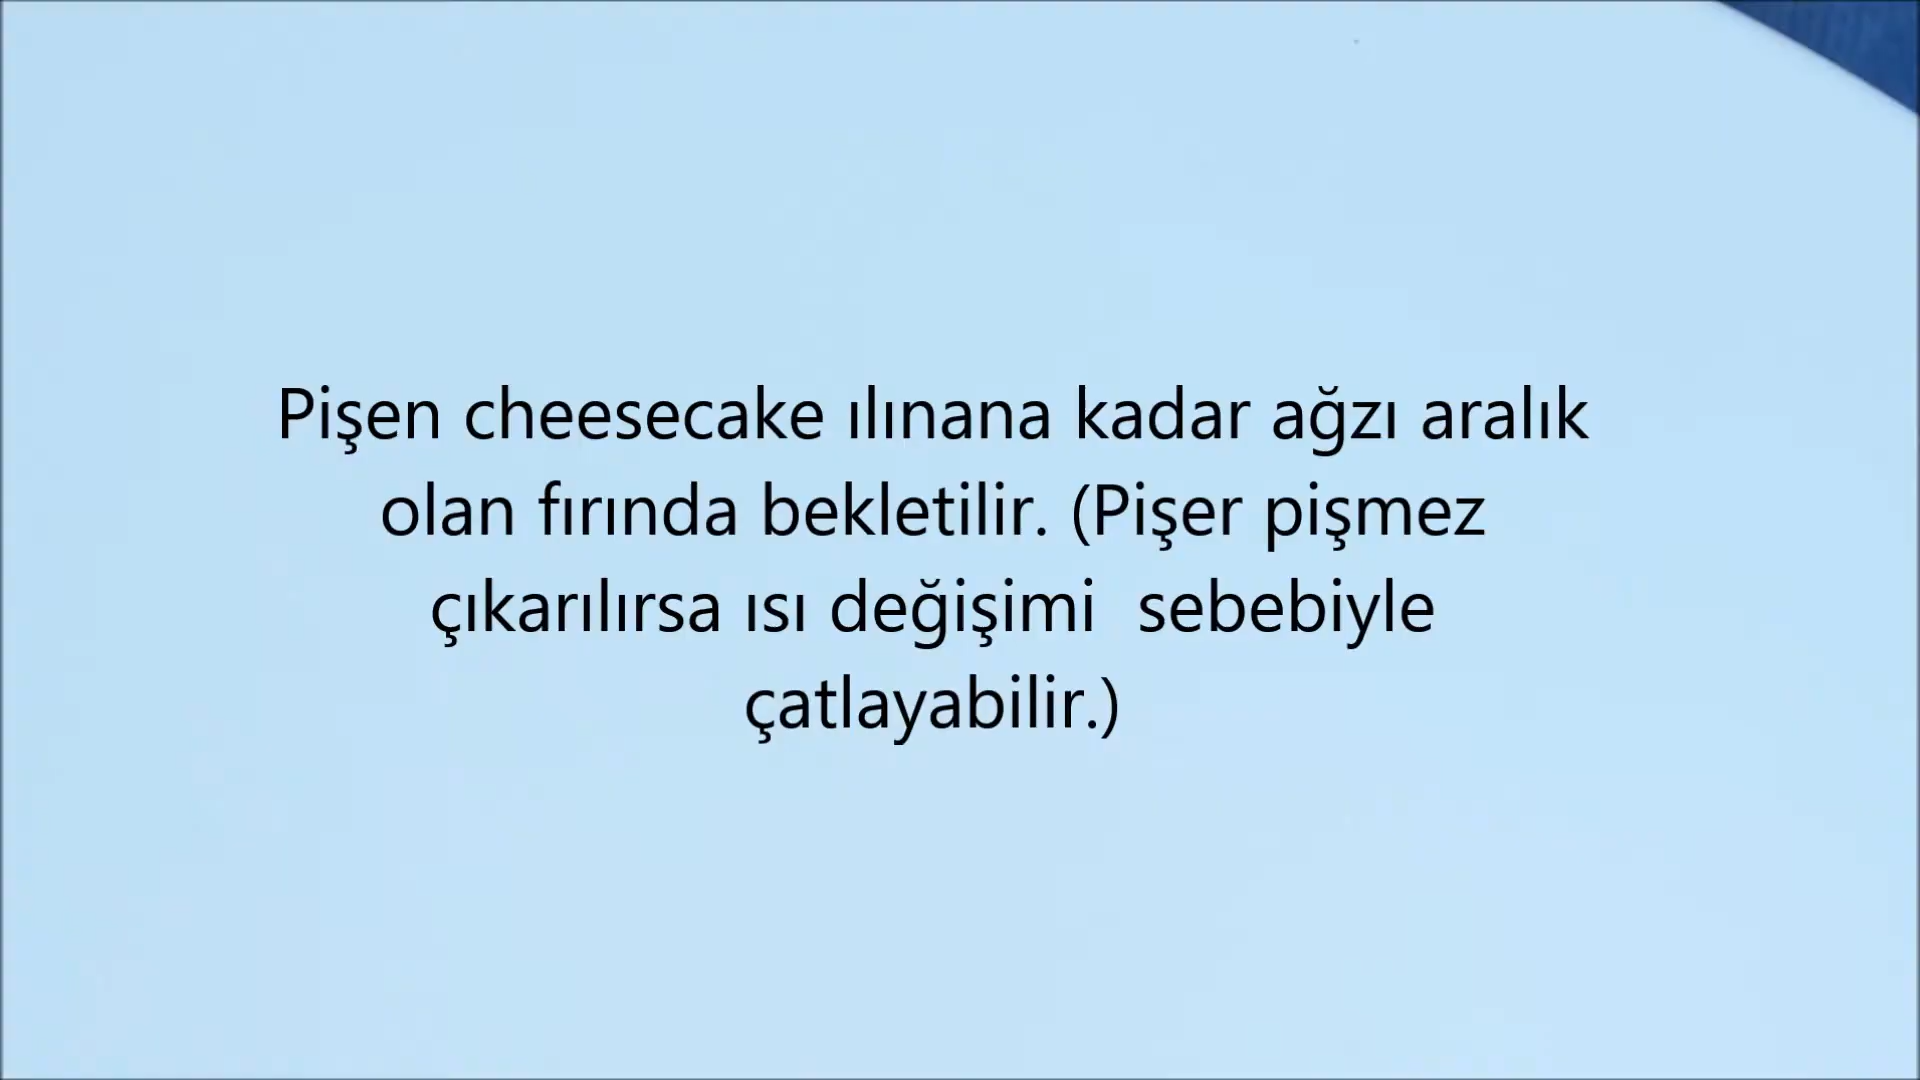 Pişen cheesecake ılınana kadar ağzı aralık
olan fırında bekletilir. (Pişer pişmez
çıkarılırsa ısı değişimi  sebebiyle
çatlayabilir.)